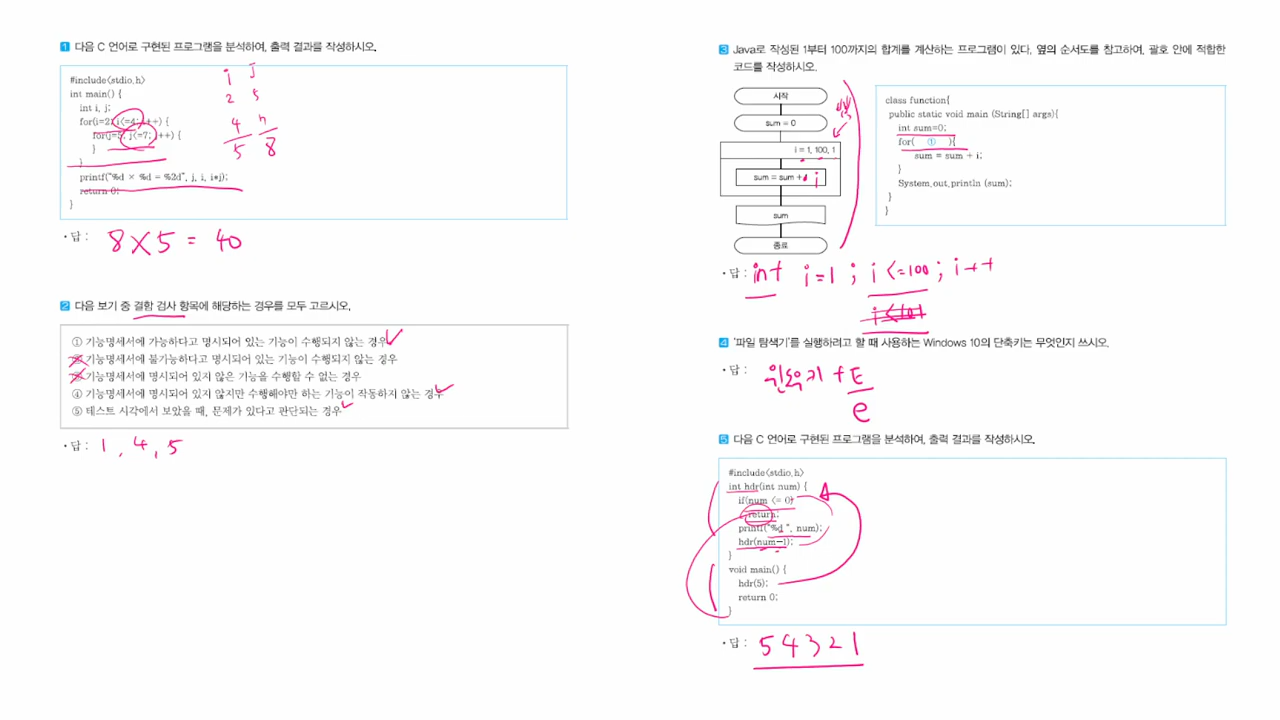 1 다음 C 언어로 구현된 프로그램을 분석하여, 출력 결과를 작성하시오.
#include<stdio.h>
int main() {
int i, j;
for(i=2; i<=4; i++) {
for(j=5; j<=7; j++) {
}
}
printf("%d × %d = %2d", j, i, i*j);
return 0;
}
i j
2 5
4
5 8
• 답 : 8 × 5 = 40
2 다음 보기 중 결함 검사 항목에 해당하는 경우를 모두 고르시오.
① 기능명세서에 가능하다고 명시되어 있는 기능이 수행되지 않는 경우
② 기능명세서에 불가능하다고 명시되어 있는 기능이 수행되지 않는 경우
③ 기능명세서에 명시되어 있지 않은 기능을 수행할 수 없는 경우
④ 기능명세서에 명시되어 있지 않지만 수행해야만 하는 기능이 작동하지 않는 경우
⑤ 테스트 시각에서 보았을 때, 문제가 있다고 판단되는 경우
• 답 : 1, 4, 5
3 Java로 작성된 1부터 100까지의 합계를 계산하는 프로그램이 있다. 옆의 순서도를 참고하여, 괄호 안에 적합한
코드를 작성하시오.
시작
sum = 0
i = 1, 100, 1
sum = sum + i
sum
종료
class function{
public static void main (String[] args){
int sum=0;
for( ① ){
sum = sum + i;
}
System.out.println (sum);
}
}
• 답 : int i=1 ; i<=100 ; i++
i<101
4 '파일 탐색기'를 실행하려고 할 때 사용하는 Windows 10의 단축키는 무엇인지 쓰시오.
• 답 : 윈도우키 + E
e
5 다음 C 언어로 구현된 프로그램을 분석하여, 출력 결과를 작성하시오.
#include<stdio.h>
int hdr(int num) {
if(num <= 0)
return;
printf("%d ", num);
hdr(num-1);
}
void main() {
hdr(5);
return 0;
}
• 답 : 5 4 3 2 1